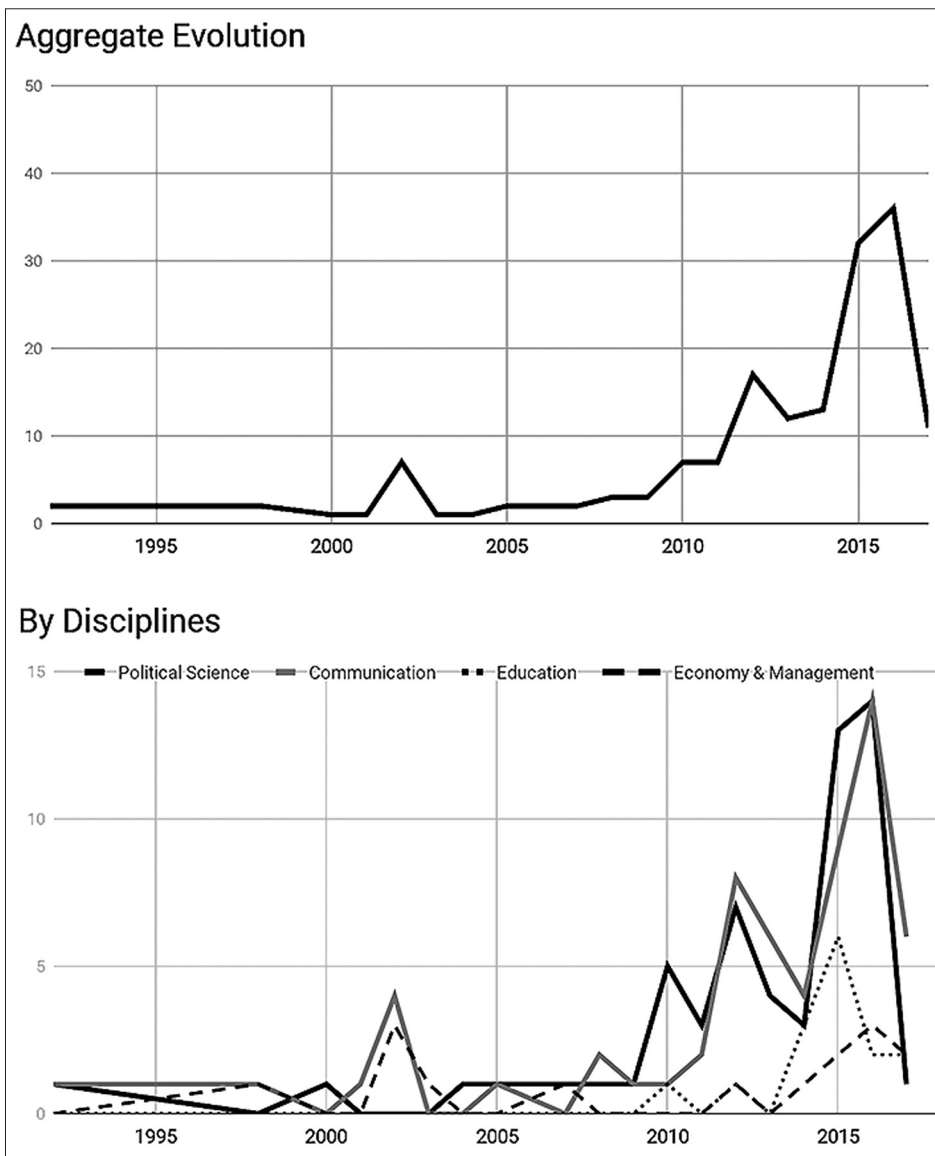 Aggregate Evolution
50
40
30
20
10
0
1995 2000 2005 2010 2015
By Disciplines
15 Political Science Communication Education Economy & Management
10
5
0
1995 2000 2005 2010 2015